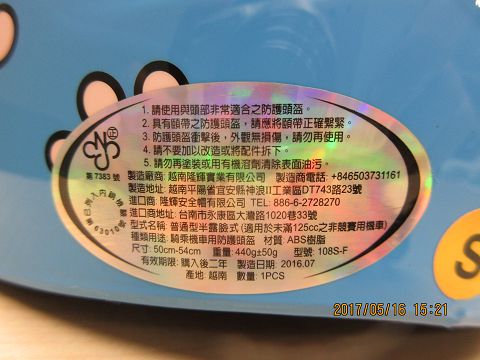 1. 請使用與頭部非常適合之防護頭盔。
2. 具有頤帶之防護頭盔，請應將頤帶正確繫緊。
3. 防護頭盔衝擊後，外觀無損傷，請勿再使用。
4. 請不要加以改造或將配件拆下。
5. 請勿再塗裝或用有機溶劑清除表面油污。
正
第7383號
製造廠商: 越南隆輝實業有限公司 製造商電話: +846503731161
製造地址: 越南平陽省宜安縣神浪II工業區DT743路23號
進口商: 隆輝安全帽有限公司 TEL: 886-6-2728270
進口商地址: 台南市永康區大灣路1020巷33號
型式名稱: 普通型半露臉式(適用於未滿125cc之非競賽用機車)
種類用途: 騎乘機車用防護頭盔 材質: ABS樹脂
尺寸: 50cm-54cm 重量: 440g±50g 型號: 108S-F
有效期限: 購入後二年 製造日期: 2016.07
產地: 越南 數量: 1PCS
S
2017/05/16 15:21